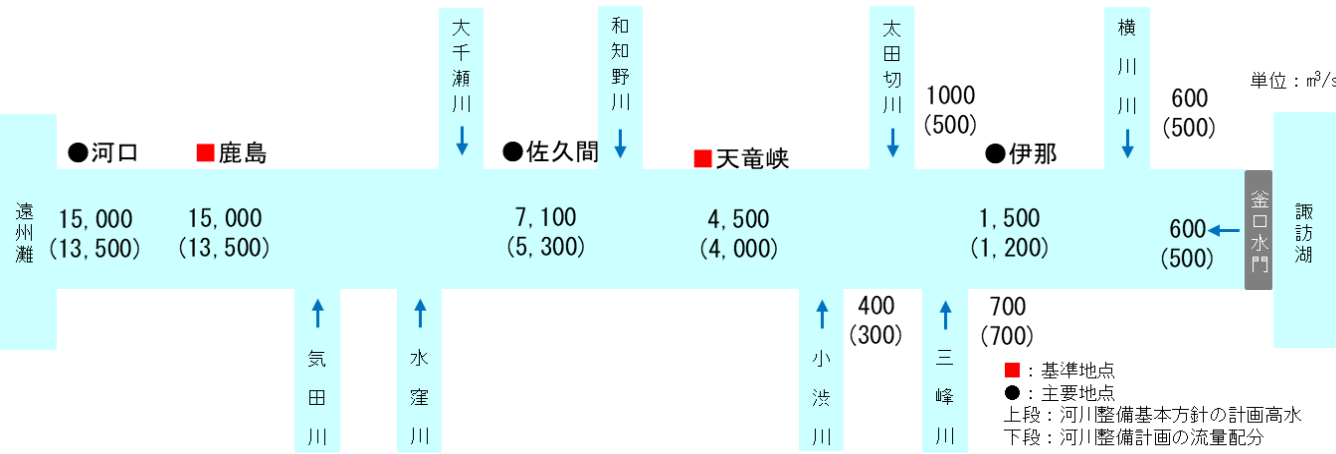 大千瀬川
和知野川
太田切川
横川川
単位：m³/s
1000
(500)
600
(500)
●河口
■鹿島
●佐久間
■天竜峡
●伊那
遠州灘
15,000
(13,500)
15,000
(13,500)
7,100
(5,300)
4,500
(4,000)
1,500
(1,200)
600
(500)
釜口水門
諏訪湖
気田川
水窪川
小渋川
400
(300)
三峰川
700
(700)
■：基準地点
●：主要地点
上段：河川整備基本方針の計画高水
下段：河川整備計画の流量配分